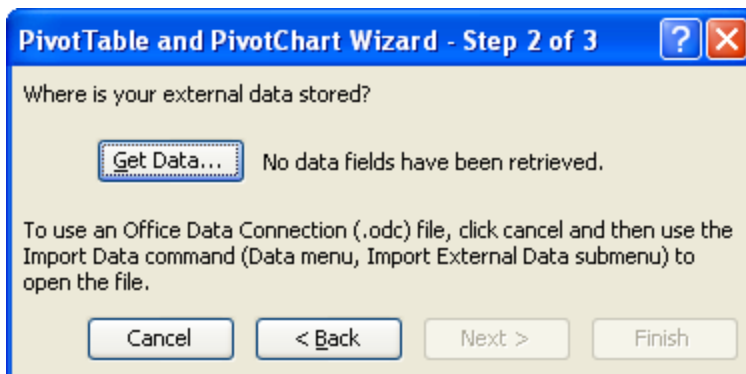 PivotTable and PivotChart Wizard - Step 2 of 3
Where is your external data stored?
Get Data... No data fields have been retrieved.
To use an Office Data Connection (.odc) file, click cancel and then use the
Import Data command (Data menu, Import External Data submenu) to
open the file.
Cancel < Back Next > Finish